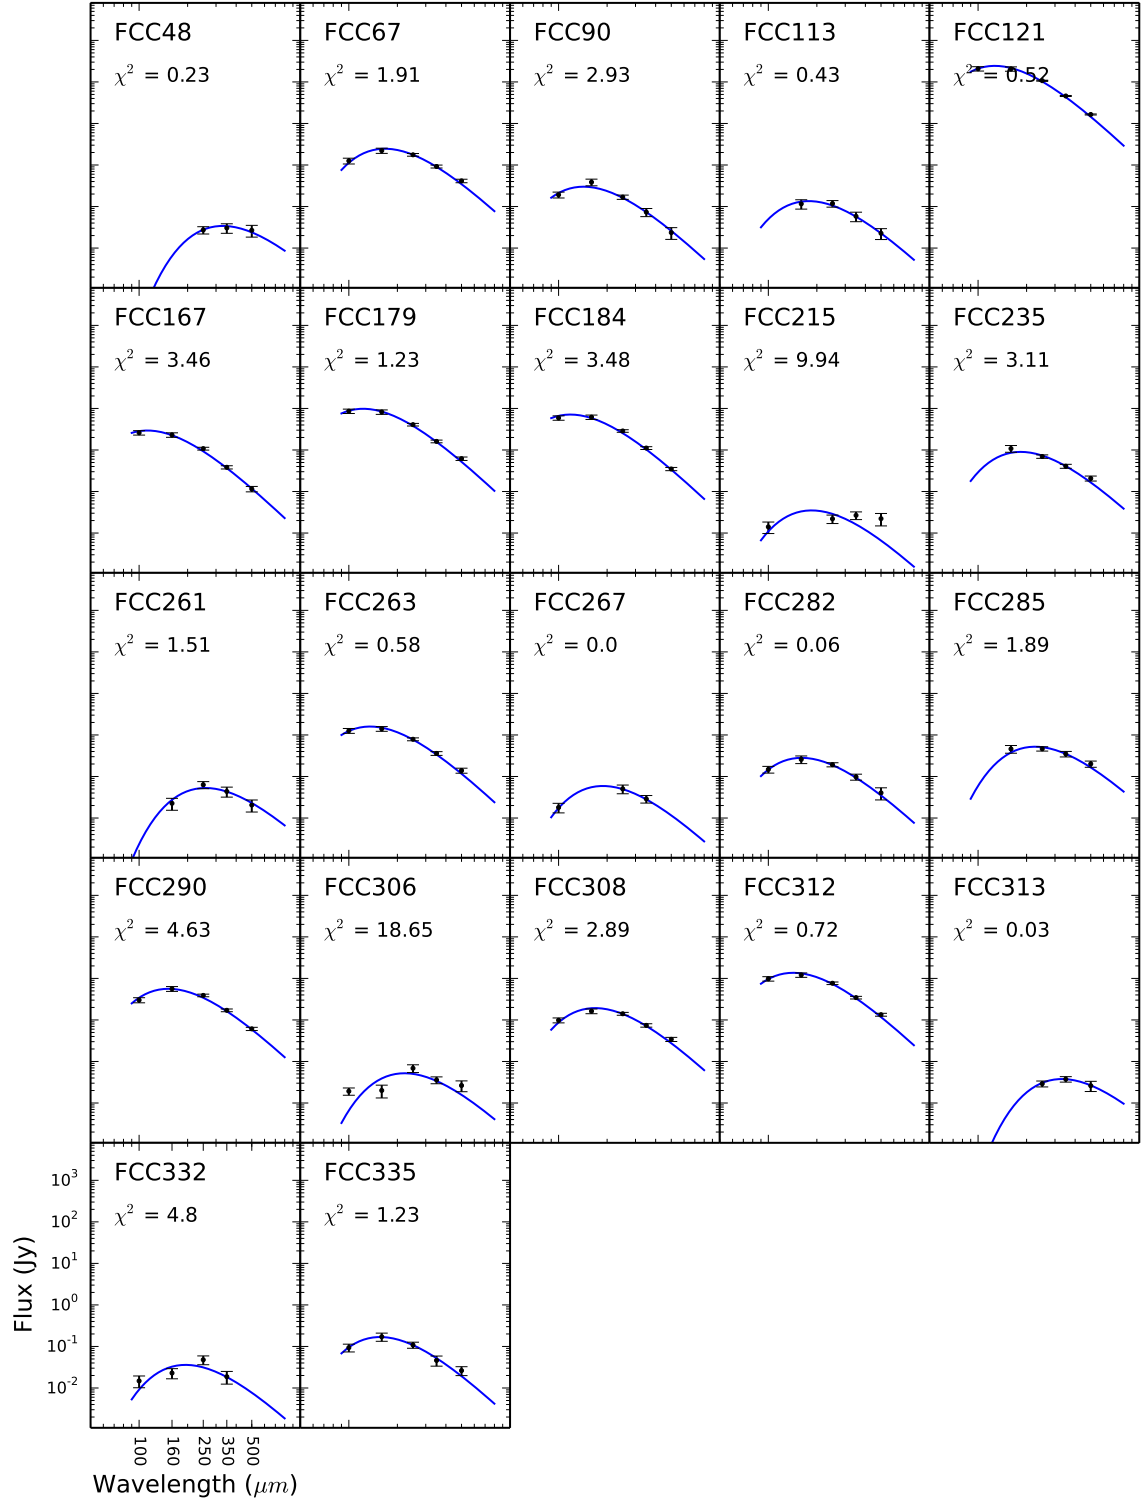 FCC48
χ² = 0.23
FCC67
χ² = 1.91
FCC90
χ² = 2.93
FCC113
χ² = 0.43
FCC121
χ² = 0.52
FCC167
χ² = 3.46
FCC179
χ² = 1.23
FCC184
χ² = 3.48
FCC215
χ² = 9.94
FCC235
χ² = 3.11
FCC261
χ² = 1.51
FCC263
χ² = 0.58
FCC267
χ² = 0.0
FCC282
χ² = 0.06
FCC285
χ² = 1.89
FCC290
χ² = 4.63
FCC306
χ² = 18.65
FCC308
χ² = 2.89
FCC312
χ² = 0.72
FCC313
χ² = 0.03
FCC332
χ² = 4.8
FCC335
χ² = 1.23
10³
10²
10¹
10⁰
10⁻¹
10⁻²
Flux (Jy)
100 160 250 350 500
Wavelength (μm)